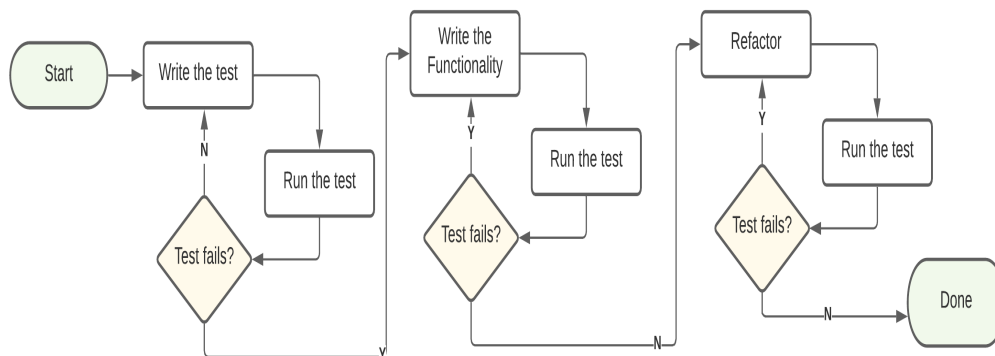 Start
Write the test
N
Run the test
Test fails?
Y
Write the
Functionality
Y
Run the test
Test fails?
N
Refactor
Y
Run the test
Test fails?
N
Done